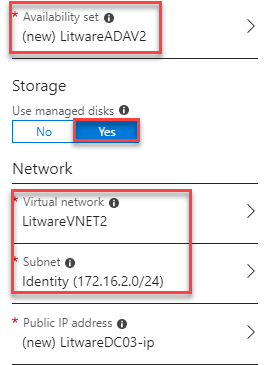 * Availability set
(new) LitwareADAV2
Storage
Use managed disks
No Yes
Network
* Virtual network
LitwareVNET2
* Subnet
Identity (172.16.2.0/24)
* Public IP address
(new) LitwareDC03-ip